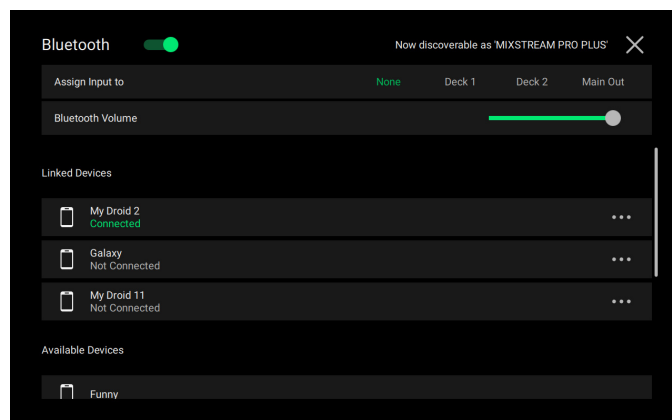 Bluetooth
Now discoverable as 'MIXSTREAM PRO PLUS'
Assign Input to None Deck 1 Deck 2 Main Out
Bluetooth Volume
Linked Devices
My Droid 2
Connected
Galaxy
Not Connected
My Droid 11
Not Connected
Available Devices
Funny